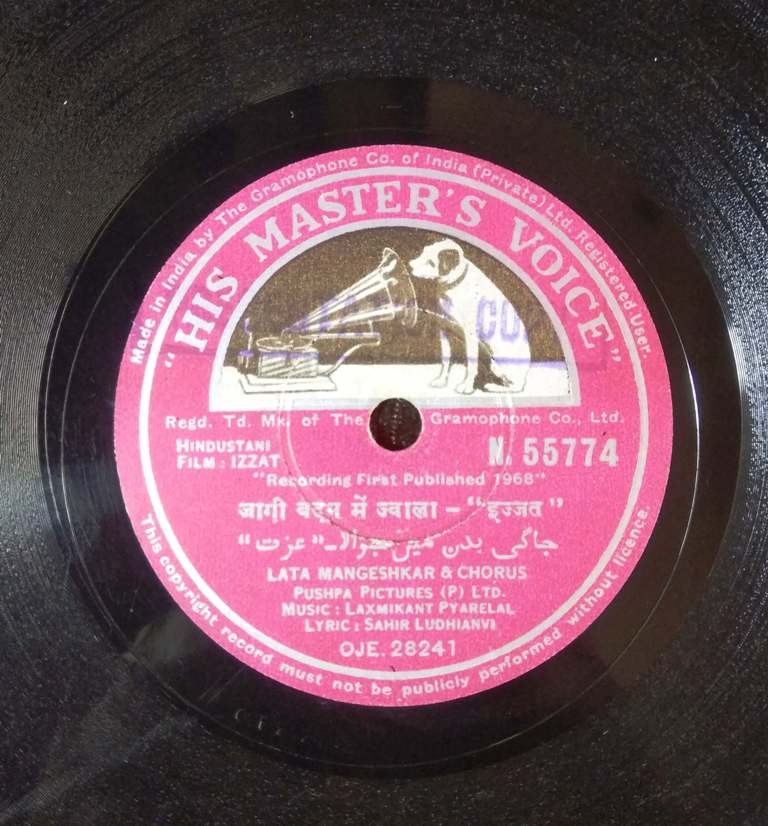 Made in India by The Gramophone Co. of India (Private) Ltd. Registered User.
"HIS MASTER'S VOICE"
Regd. Td. Mk. of The Gramophone Co., Ltd.
HINDUSTANI
FILM : IZZAT
N. 55774
"Recording First Published 1968"
जागी बदन में ज्वाला - "इज्जत"
جاگی بدن میں جیوالا۔ "عزت"
LATA MANGESHKAR & CHORUS
PUSHPA PICTURES (P) LTD.
MUSIC : LAXMIKANT PYARELAL
LYRIC : SAHIR LUDHIANVI
OJE. 28241
This copyright record must not be publicly performed without licence.